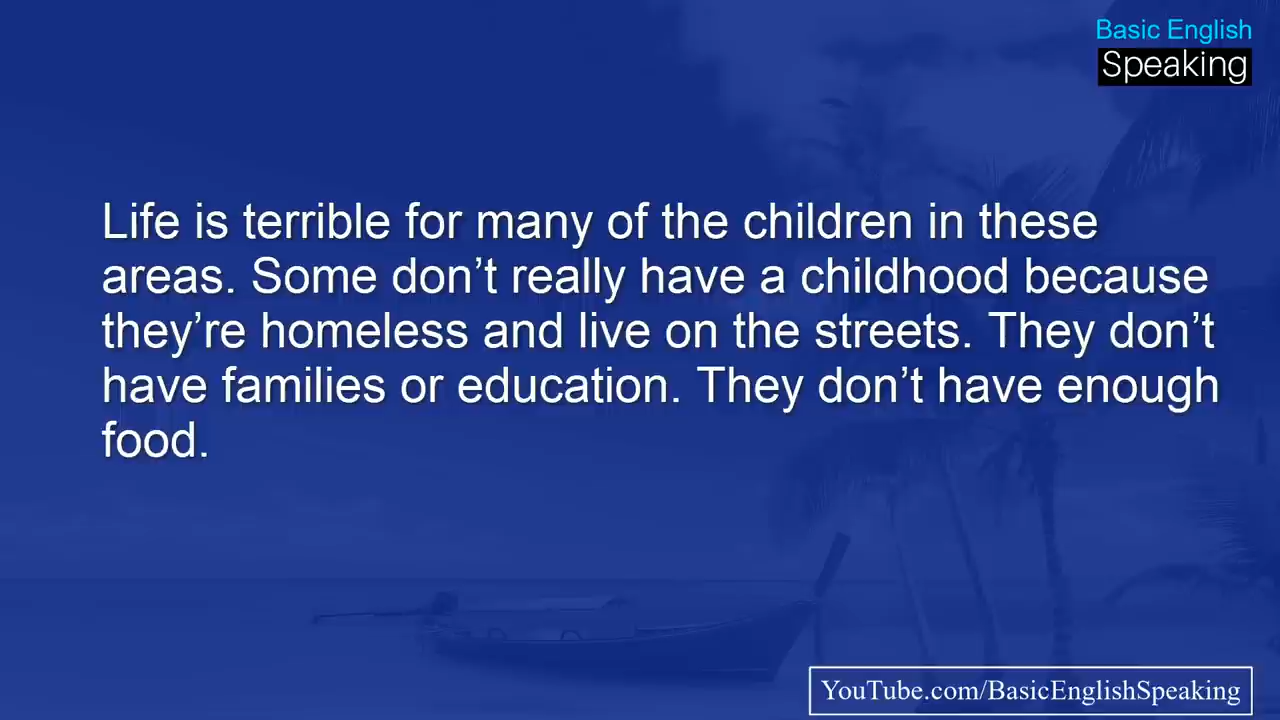 Basic English
Speaking
Life is terrible for many of the children in these
areas. Some don’t really have a childhood because
they’re homeless and live on the streets. They don’t
have families or education. They don’t have enough
food.
YouTube.com/BasicEnglishSpeaking